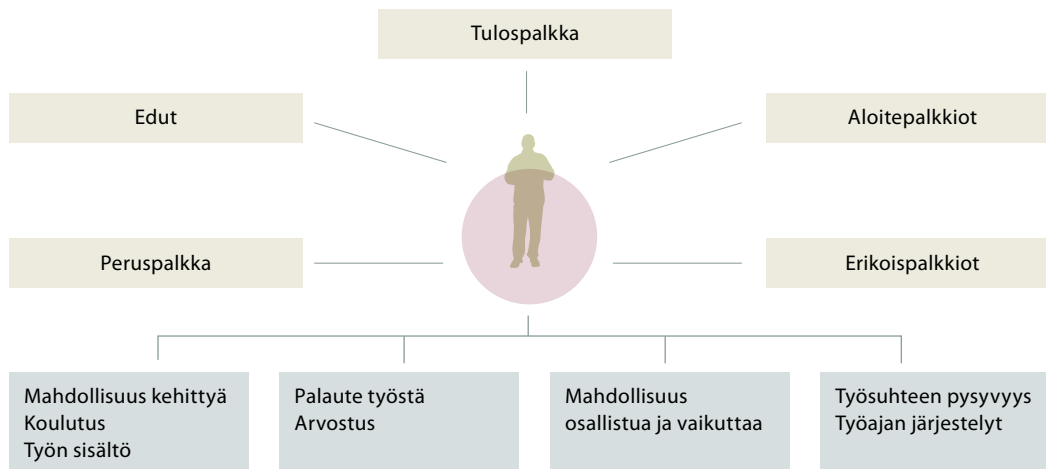 Tulospalkka
Edut
Aloitepalkkiot
Peruspalkka
Erikoispalkkiot
Mahdollisuus kehittyä
Koulutus
Työn sisältö
Palaute työstä
Arvostus
Mahdollisuus
osallistua ja vaikuttaa
Työsuhteen pysyvyys
Työajan järjestelyt